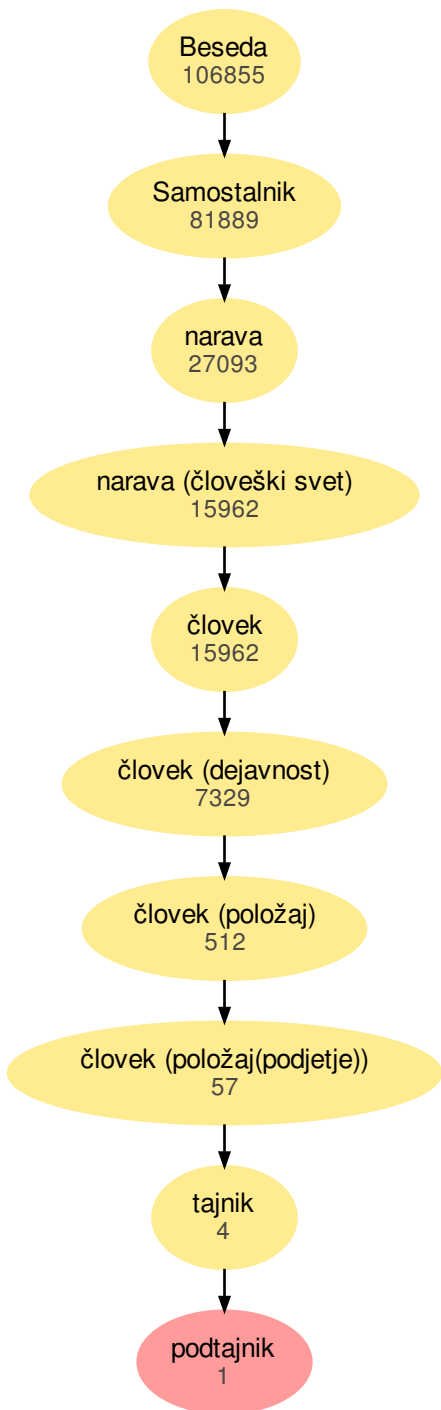 Beseda
106855
Samostalnik
81889
narava
27093
narava (človeški svet)
15962
človek
15962
človek (dejavnost)
7329
človek (položaj)
512
človek (položaj(podjetje))
57
tajnik
4
podtajnik
1